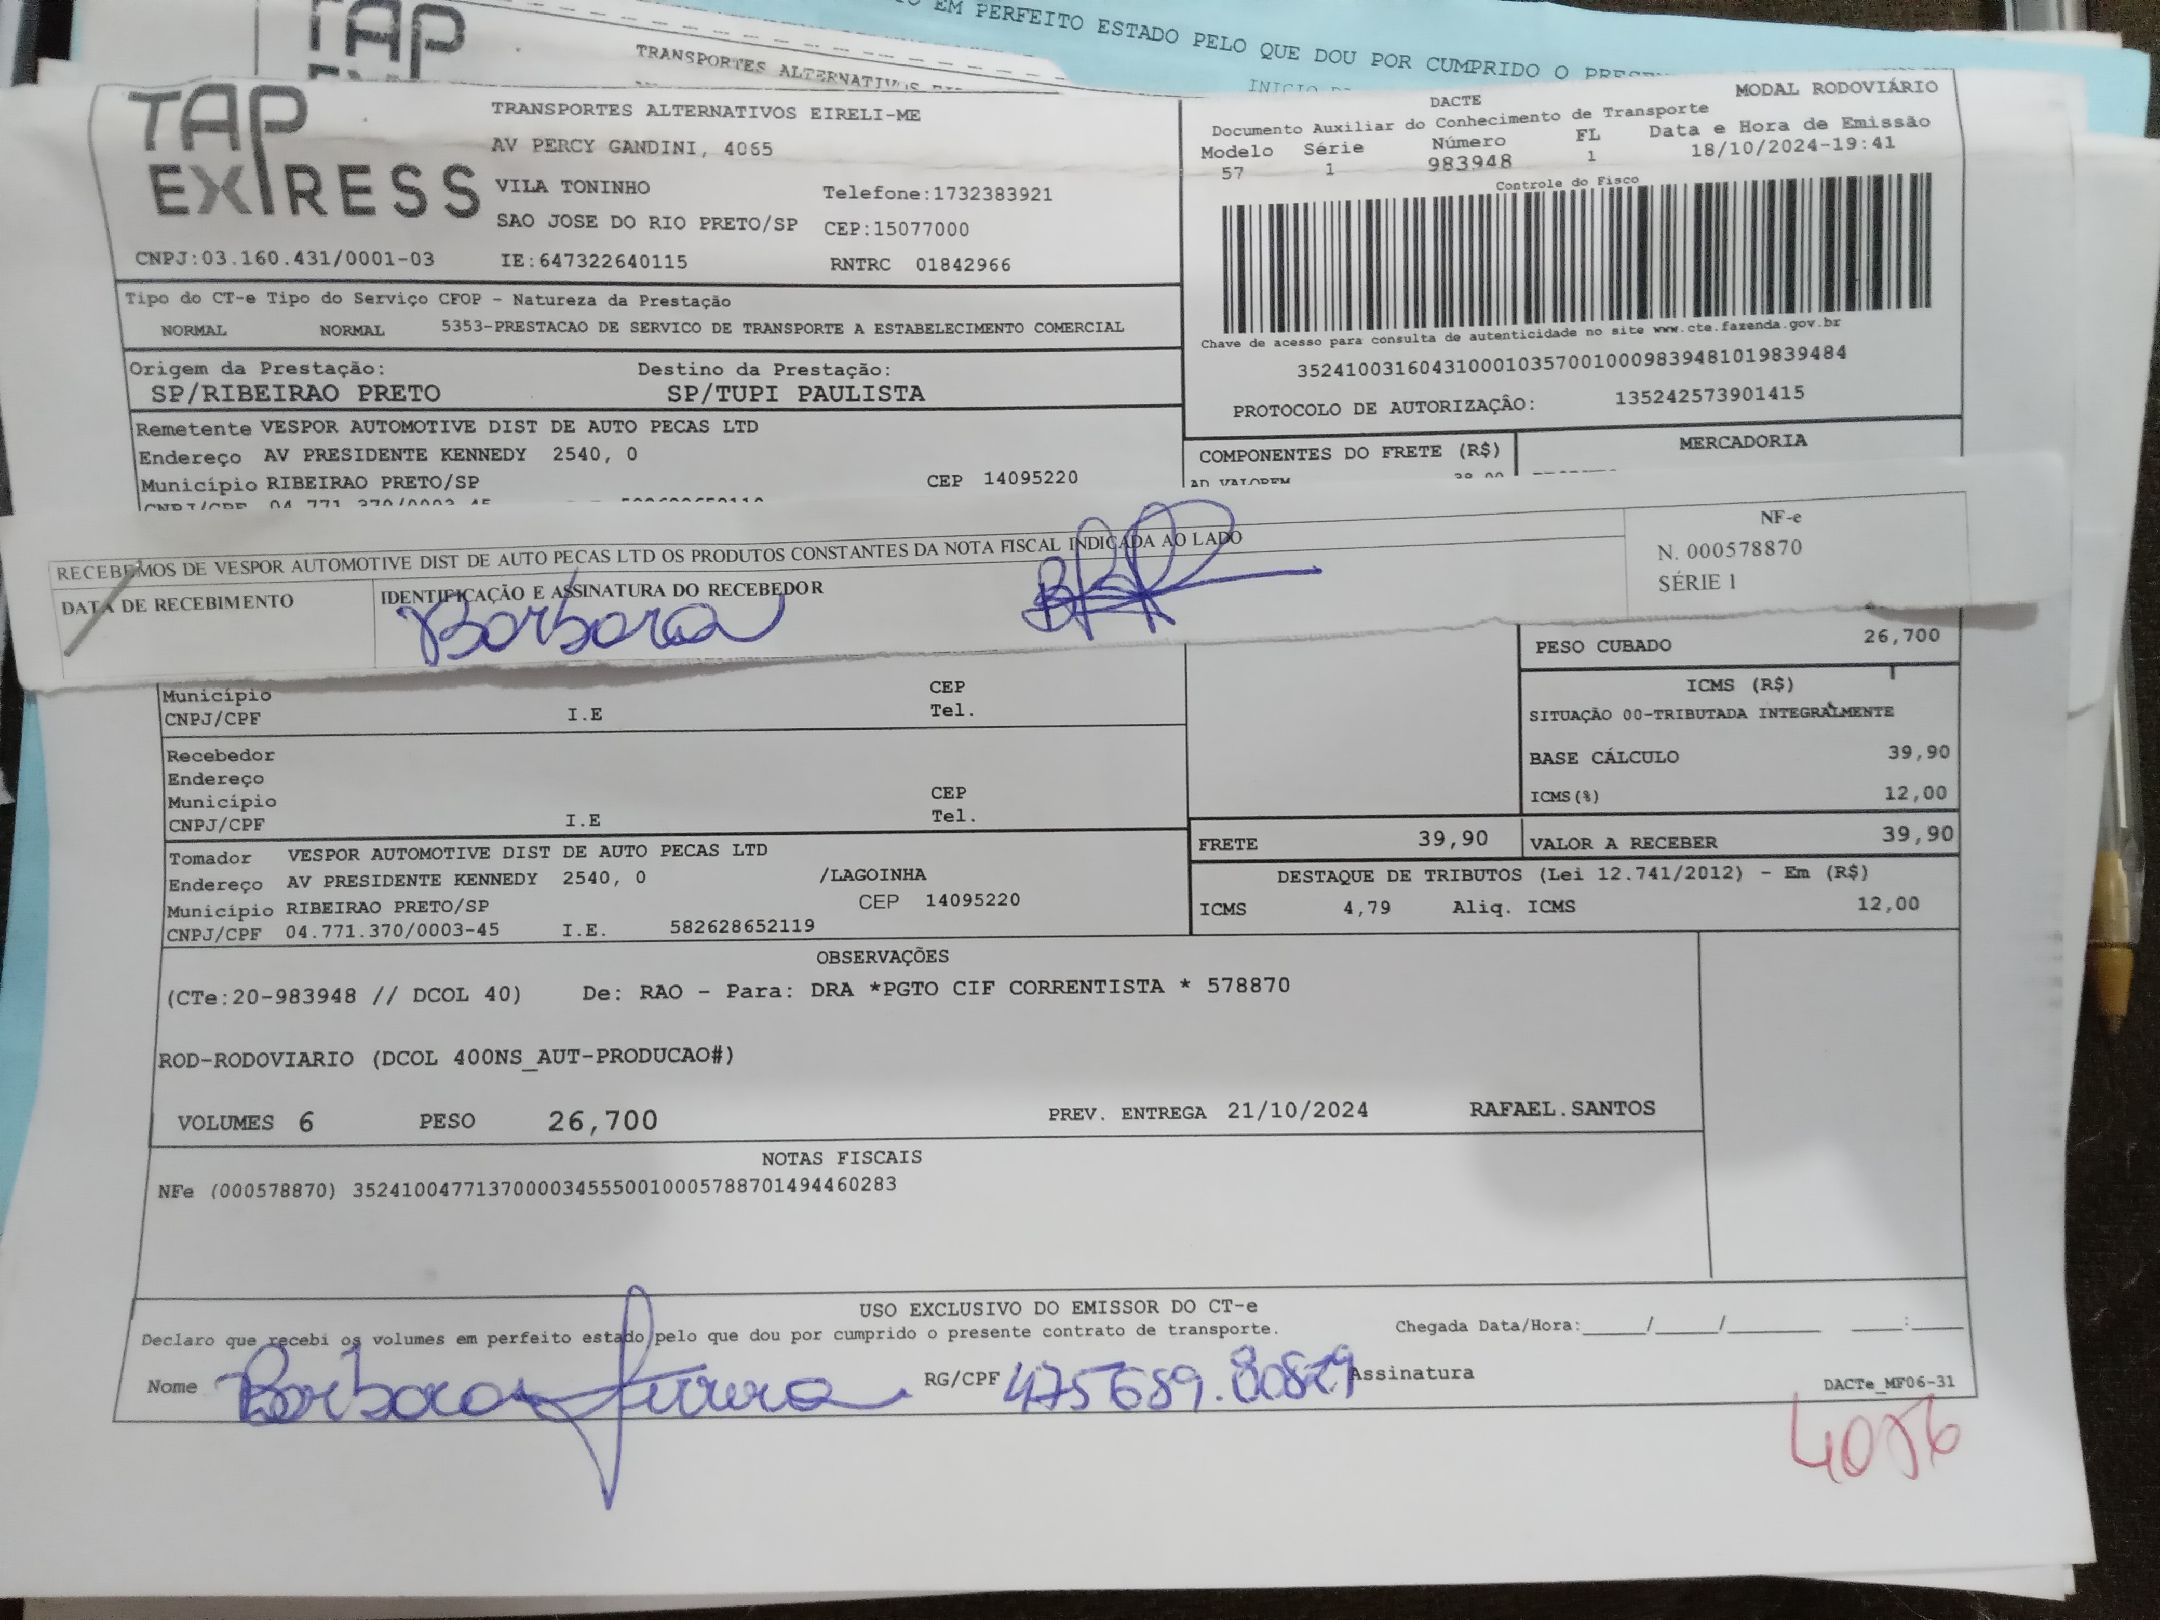 TAP
TRANSPORTES ALTERNATIVOS
EM PERFEITO ESTADO PELO QUE DOU POR CUMPRIDO O
TAP EXPRESS
TRANSPORTES ALTERNATIVOS EIRELI-ME
AV PERCY GANDINI, 4065
VILA TONINHO Telefone:1732383921
SAO JOSE DO RIO PRETO/SP CEP:15077000
CNPJ:03.160.431/0001-03 IE:647322640115 RNTRC 01842966
DACTE MODAL RODOVIÁRIO
Documento Auxiliar do Conhecimento de Transporte
Modelo Série Número FL Data e Hora de Emissão
57 1 983948 1 18/10/2024-19:41
Controle do Fisco
Chave de acesso para consulta de autenticidade no site www.cte.fazenda.gov.br
35241003160431000103570010009839481019839484
PROTOCOLO DE AUTORIZAÇÃO: 135242573901415
Tipo do CT-e Tipo do Serviço CFOP - Natureza da Prestação
NORMAL NORMAL 5353-PRESTACAO DE SERVICO DE TRANSPORTE A ESTABELECIMENTO COMERCIAL
Origem da Prestação: Destino da Prestação:
SP/RIBEIRAO PRETO SP/TUPI PAULISTA
Remetente VESPOR AUTOMOTIVE DIST DE AUTO PECAS LTD
Endereço AV PRESIDENTE KENNEDY 2540, 0
Município RIBEIRAO PRETO/SP CEP 14095220
COMPONENTES DO FRETE (R$) MERCADORIA
AD VALOREM
RECEBEMOS DE VESPOR AUTOMOTIVE DIST DE AUTO PECAS LTD OS PRODUTOS CONSTANTES DA NOTA FISCAL INDICADA AO LADO
DATA DE RECEBIMENTO IDENTIFICAÇÃO E ASSINATURA DO RECEBEDOR
Barbara
NF-e
N. 000578870
SÉRIE 1
PESO CUBADO 26,700
Município CEP
CNPJ/CPF I.E Tel.
ICMS (R$)
SITUAÇÃO 00-TRIBUTADA INTEGRALMENTE
BASE CÁLCULO 39,90
ICMS(%) 12,00
Recebedor
Endereço
Município CEP
CNPJ/CPF I.E Tel.
FRETE 39,90 VALOR A RECEBER 39,90
Tomador VESPOR AUTOMOTIVE DIST DE AUTO PECAS LTD
Endereço AV PRESIDENTE KENNEDY 2540, 0 /LAGOINHA
Município RIBEIRAO PRETO/SP CEP 14095220
CNPJ/CPF 04.771.370/0003-45 I.E. 582628652119
DESTAQUE DE TRIBUTOS (Lei 12.741/2012) - Em (R$)
ICMS 4,79 Aliq. ICMS 12,00
OBSERVAÇÕES
(CTe:20-983948 // DCOL 40) De: RAO - Para: DRA *PGTO CIF CORRENTISTA * 578870
ROD-RODOVIARIO (DCOL 400NS_AUT-PRODUCAO#)
VOLUMES 6 PESO 26,700 PREV. ENTREGA 21/10/2024 RAFAEL.SANTOS
NOTAS FISCAIS
NFe (000578870) 35241004771370000345550010005788701494460283
USO EXCLUSIVO DO EMISSOR DO CT-e
Declaro que recebi os volumes em perfeito estado pelo que dou por cumprido o presente contrato de transporte. Chegada Data/Hora:_____/_____/________ ____:____
Nome Barbara RG/CPF Assinatura
DACTe_MF06-31